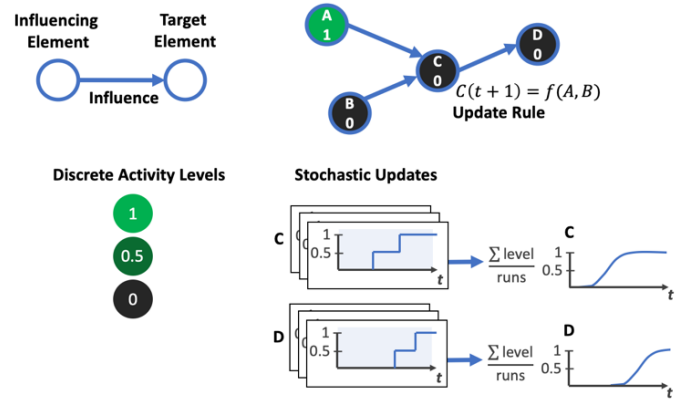 Influencing
Element
Target
Element
Influence
A
1
B
0
C
0
D
0
C(t + 1) = f(A, B)
Update Rule
Discrete Activity Levels
1
0.5
0
Stochastic Updates
C
1
0.5
t
∑ level
runs
C
1
0.5
t
D
1
0.5
t
∑ level
runs
D
1
0.5
t